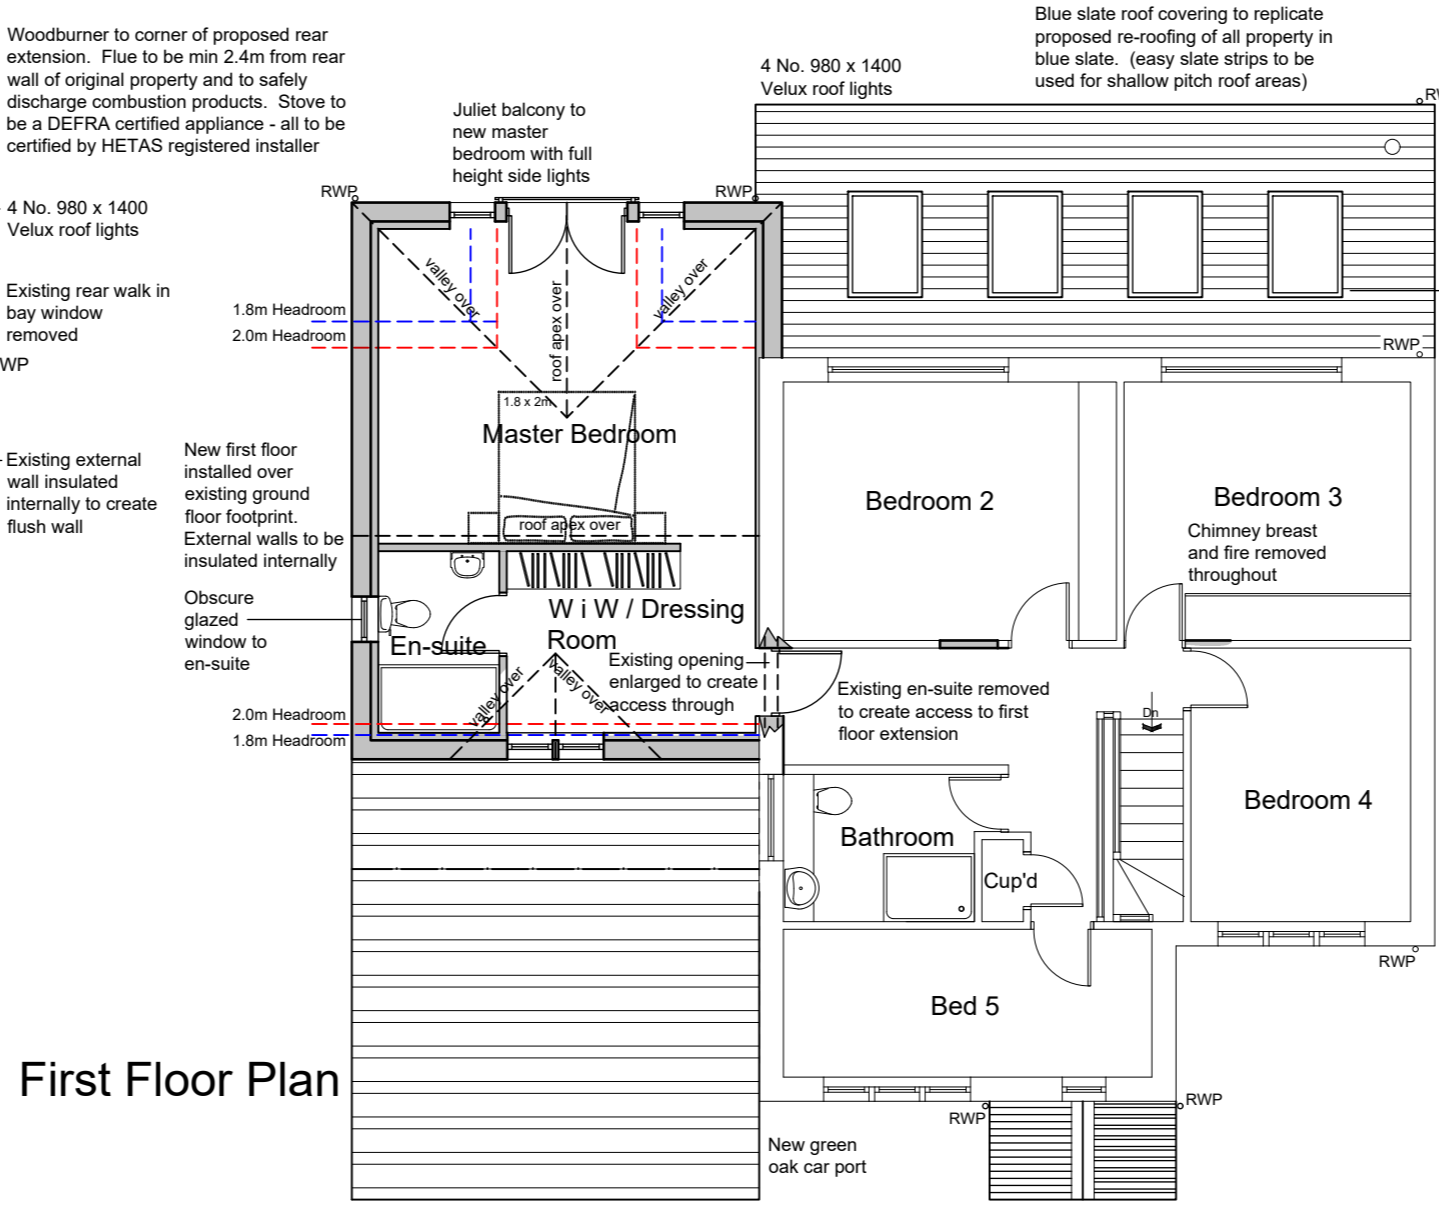 Woodburner to corner of proposed rear
extension. Flue to be min 2.4m from rear
wall of original property and to safely
discharge combustion products. Stove to
be a DEFRA certified appliance - all to be
certified by HETAS registered installer
Juliet balcony to
new master
bedroom with full
height side lights
4 No. 980 x 1400
Velux roof lights
Blue slate roof covering to replicate
proposed re-roofing of all property in
blue slate. (easy slate strips to be
used for shallow pitch roof areas)
4 No. 980 x 1400
Velux roof lights
RWP
RWP
Existing rear walk in
bay window
removed
WP
1.8m Headroom
2.0m Headroom
valley over
roof apex over
valley over
RWP
Existing external
wall insulated
internally to create
flush wall
New first floor
installed over
existing ground
floor footprint.
External walls to be
insulated internally
Obscure
glazed
window to
en-suite
1.8 x 2m
Master Bedroom
roof apex over
Bedroom 2
Bedroom 3
Chimney breast
and fire removed
throughout
W i W / Dressing
Room
En-suite
Existing opening
enlarged to create
access through
valley over
valley over
2.0m Headroom
1.8m Headroom
Existing en-suite removed
to create access to first
floor extension
Dn
Bedroom 4
Bathroom
Cup'd
RWP
Bed 5
First Floor Plan
RWP
RWP
New green
oak car port